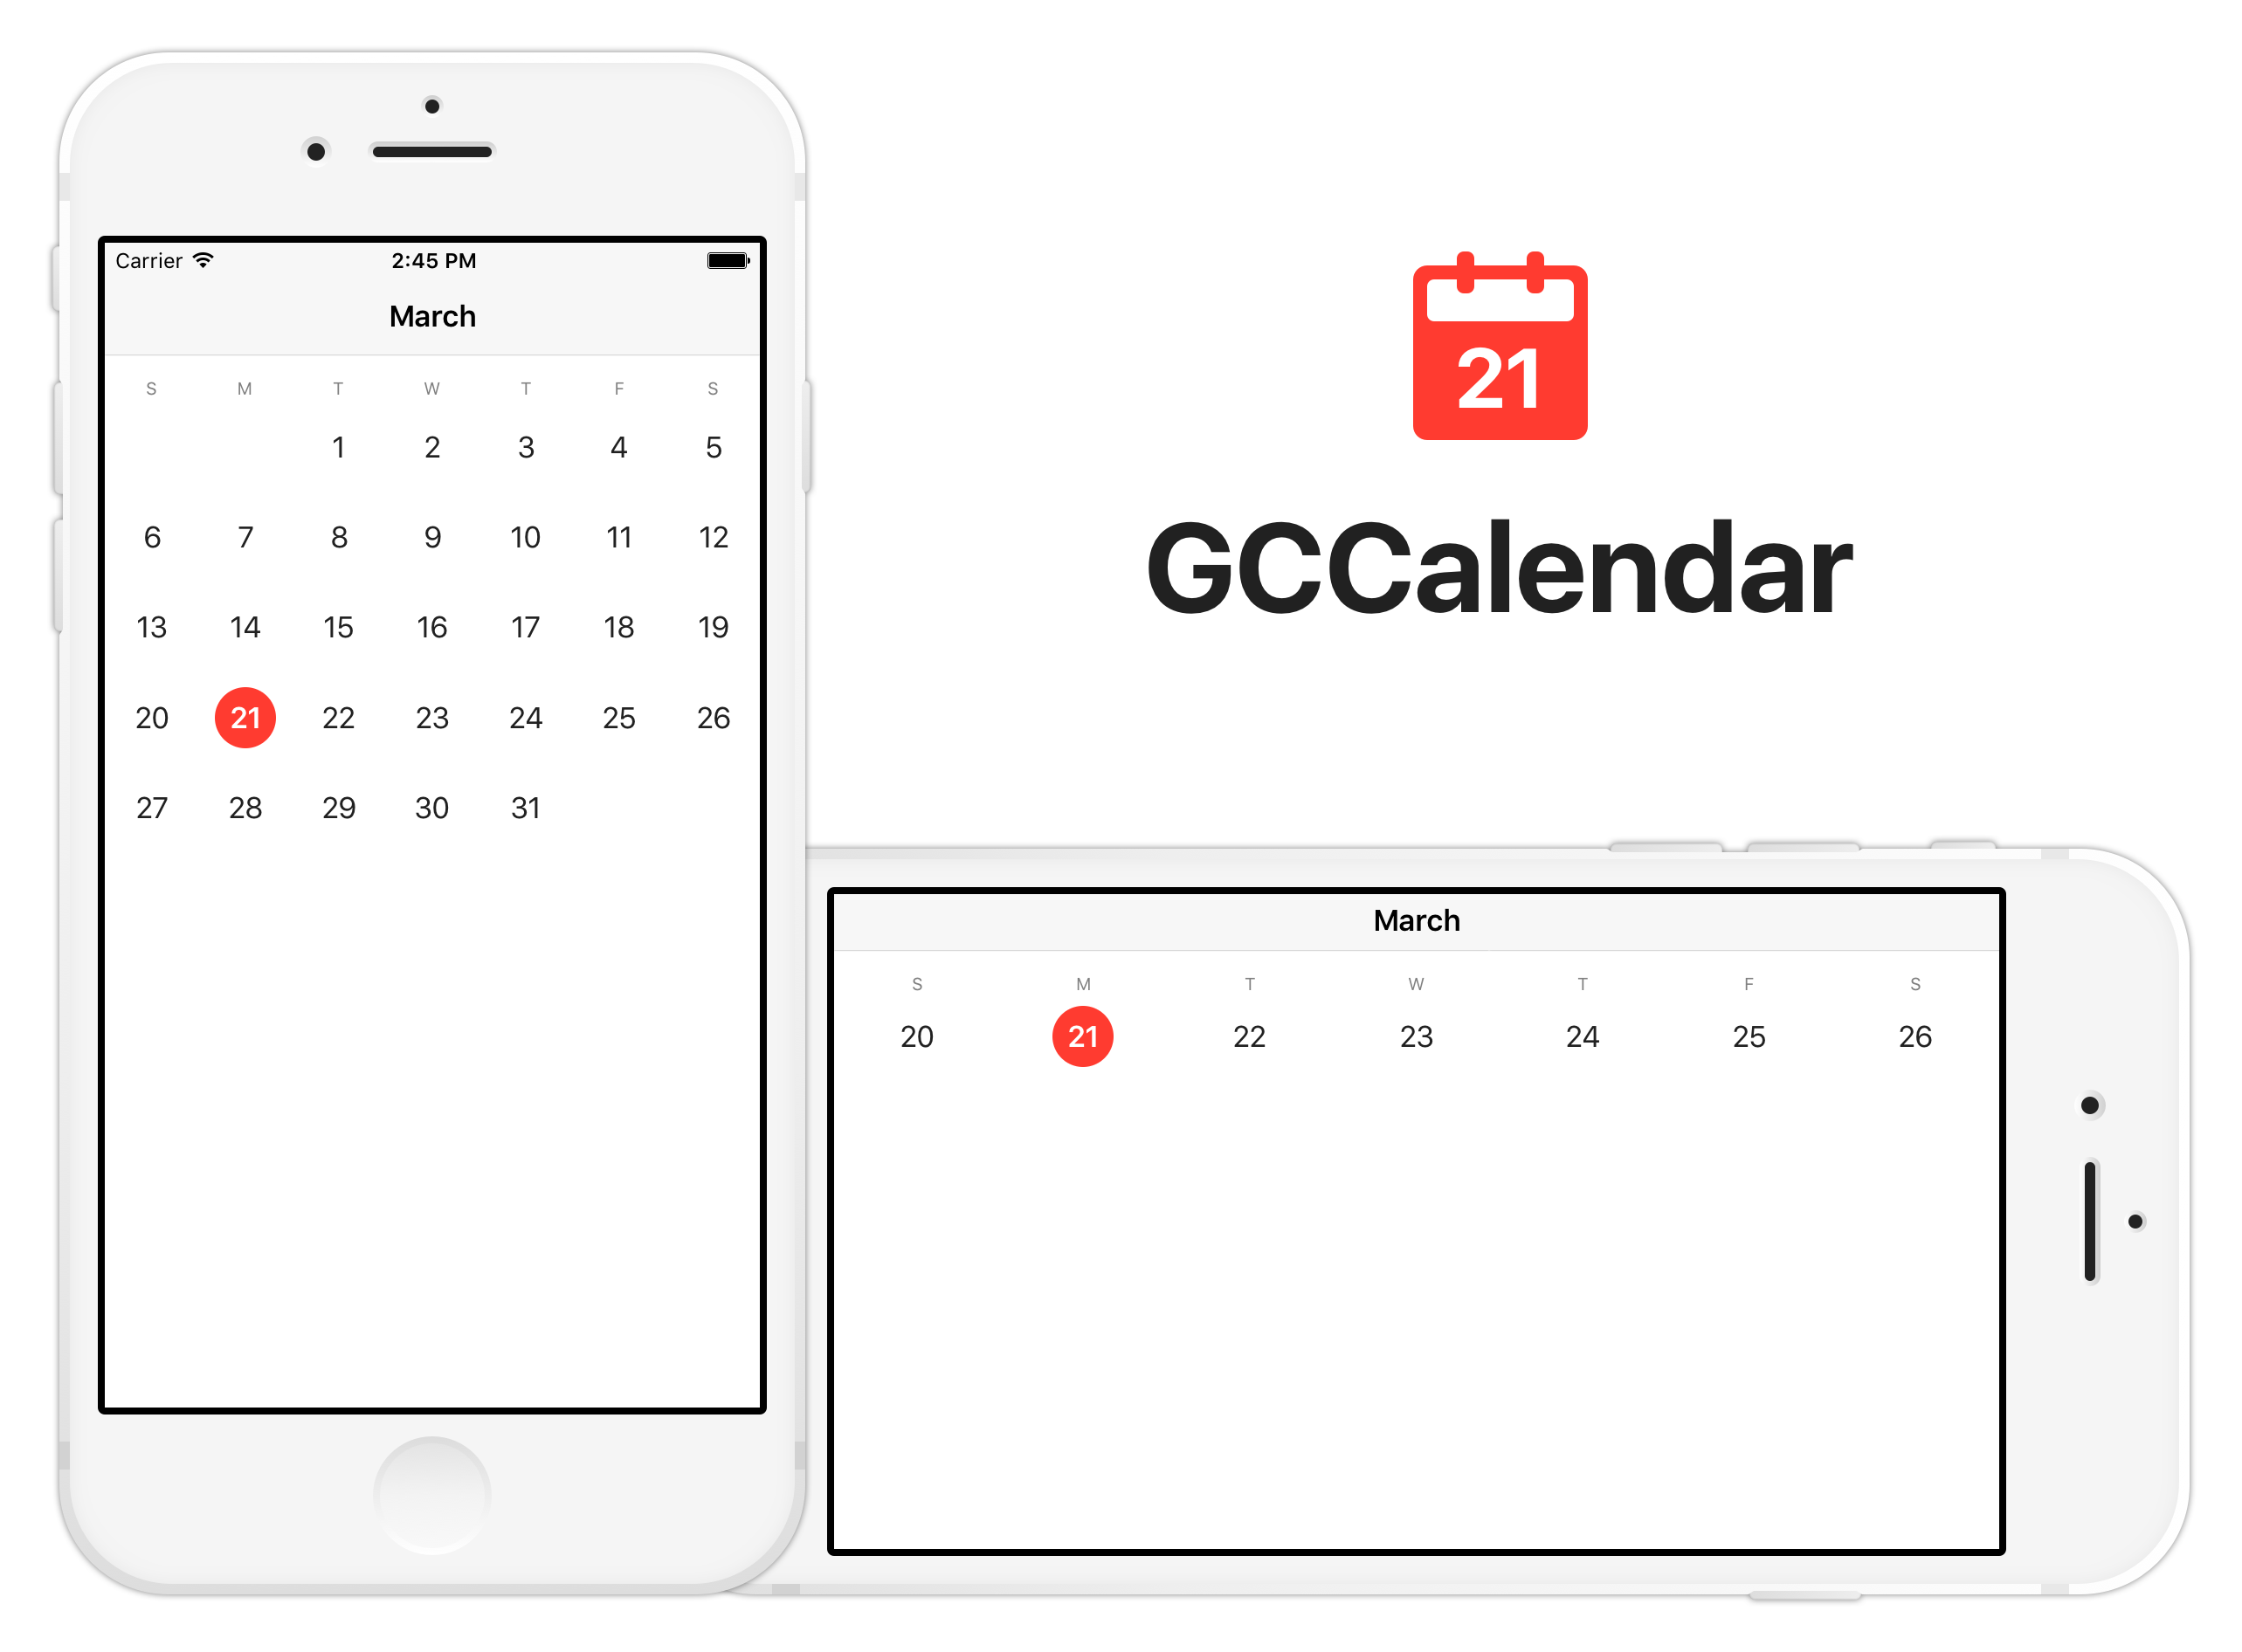 Carrier 2:45 PM
March
S M T W T F S
1 2 3 4 5
6 7 8 9 10 11 12
13 14 15 16 17 18 19
20 21 22 23 24 25 26
27 28 29 30 31
21
GCCalendar
March
S M T W T F S
20 21 22 23 24 25 26